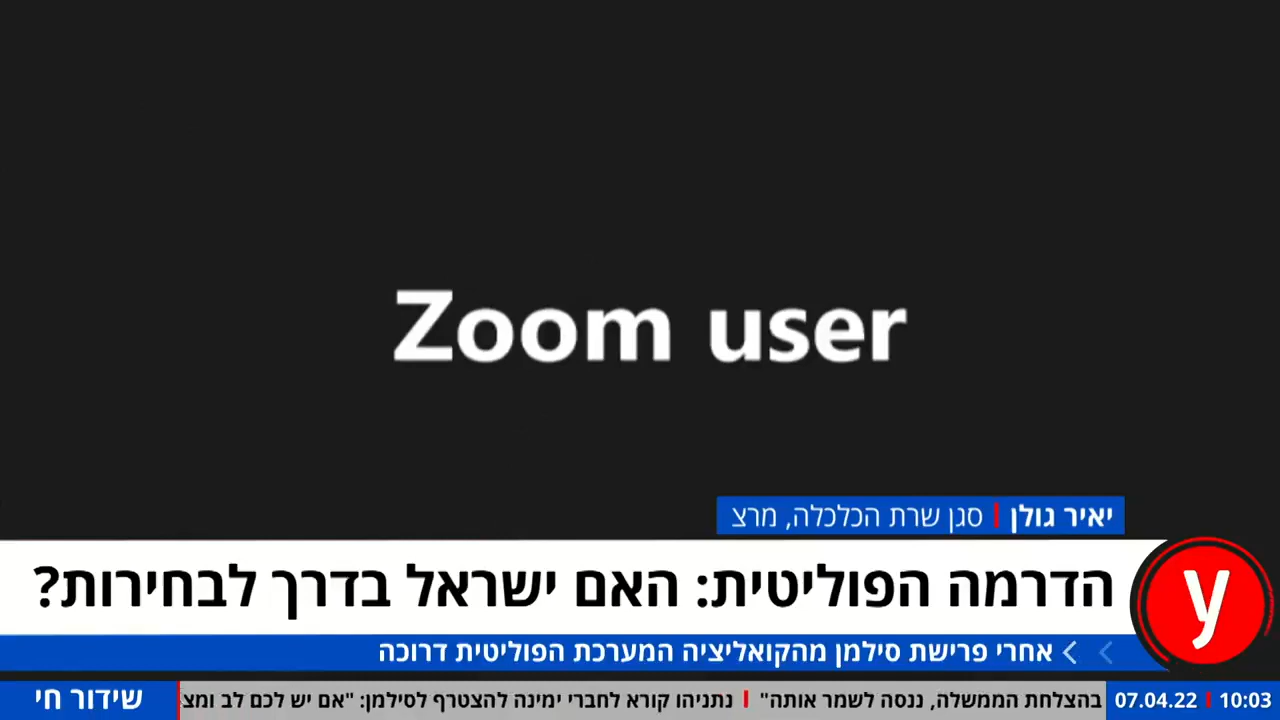 Zoom user
יאיר גולן | סגן שרת הכלכלה, מרצ
הדרמה הפוליטית: האם ישראל בדרך לבחירות?
אחרי פרישת סילמן מהקואליציה המערכת הפוליטית דרוכה
y
10:03 | 07.04.22
בהצלחת הממשלה, ננסה לשמר אותה" | נתניהו קורא לחברי ימינה להצטרף לסילמן: "אם יש לכם לב ומצ
שידור חי